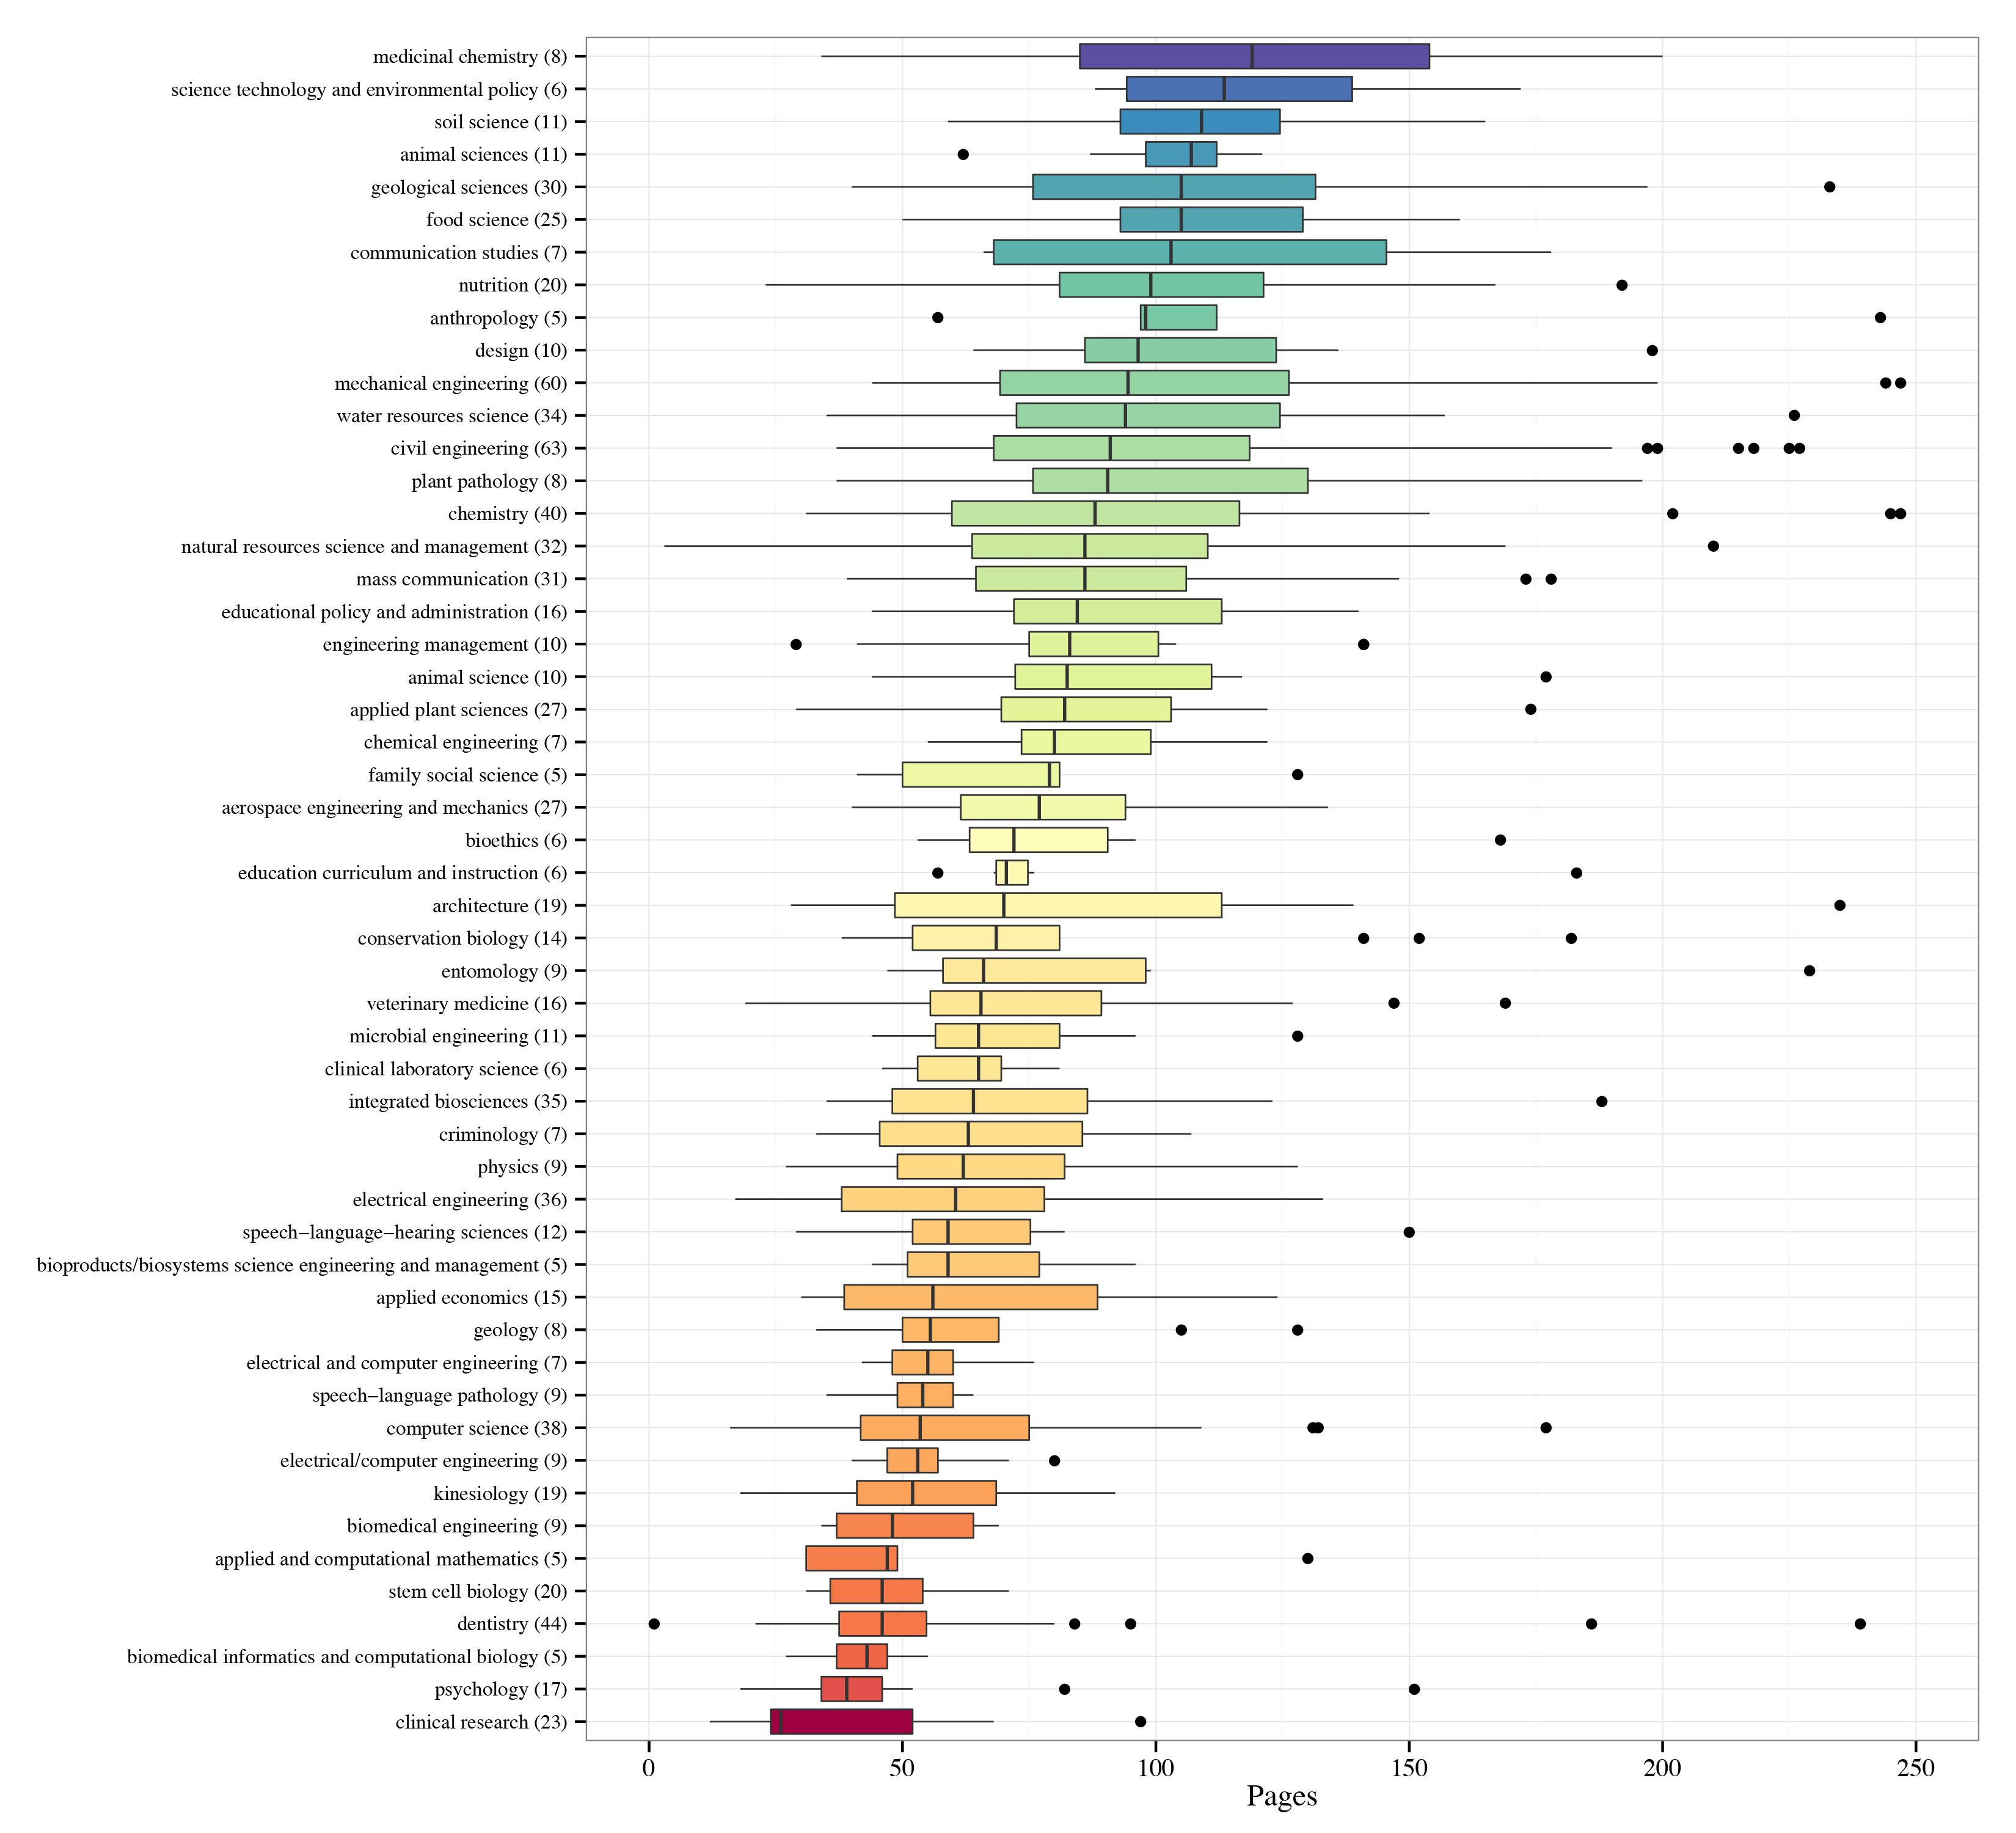 medicinal chemistry (8)
science technology and environmental policy (6)
soil science (11)
animal sciences (11)
geological sciences (30)
food science (25)
communication studies (7)
nutrition (20)
anthropology (5)
design (10)
mechanical engineering (60)
water resources science (34)
civil engineering (63)
plant pathology (8)
chemistry (40)
natural resources science and management (32)
mass communication (31)
educational policy and administration (16)
engineering management (10)
animal science (10)
applied plant sciences (27)
chemical engineering (7)
family social science (5)
aerospace engineering and mechanics (27)
bioethics (6)
education curriculum and instruction (6)
architecture (19)
conservation biology (14)
entomology (9)
veterinary medicine (16)
microbial engineering (11)
clinical laboratory science (6)
integrated biosciences (35)
criminology (7)
physics (9)
electrical engineering (36)
speech−language−hearing sciences (12)
bioproducts/biosystems science engineering and management (5)
applied economics (15)
geology (8)
electrical and computer engineering (7)
speech−language pathology (9)
computer science (38)
electrical/computer engineering (9)
kinesiology (19)
biomedical engineering (9)
applied and computational mathematics (5)
stem cell biology (20)
dentistry (44)
biomedical informatics and computational biology (5)
psychology (17)
clinical research (23)
0 50 100 150 200 250
Pages